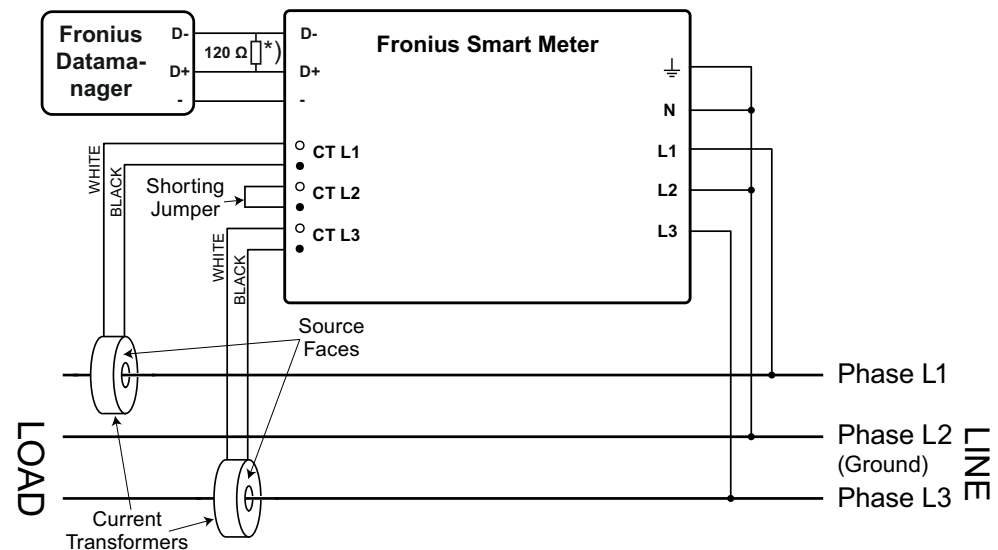 Fronius
Datama-
nager
D-
D+
-
120 Ω *)
D-
D+
-
Fronius Smart Meter
N
L1
L2
L3
CT L1
CT L2
CT L3
WHITE
BLACK
Shorting
Jumper
WHITE
BLACK
Source
Faces
Phase L1
Phase L2
(Ground)
Phase L3
LOAD
LINE
Current
Transformers